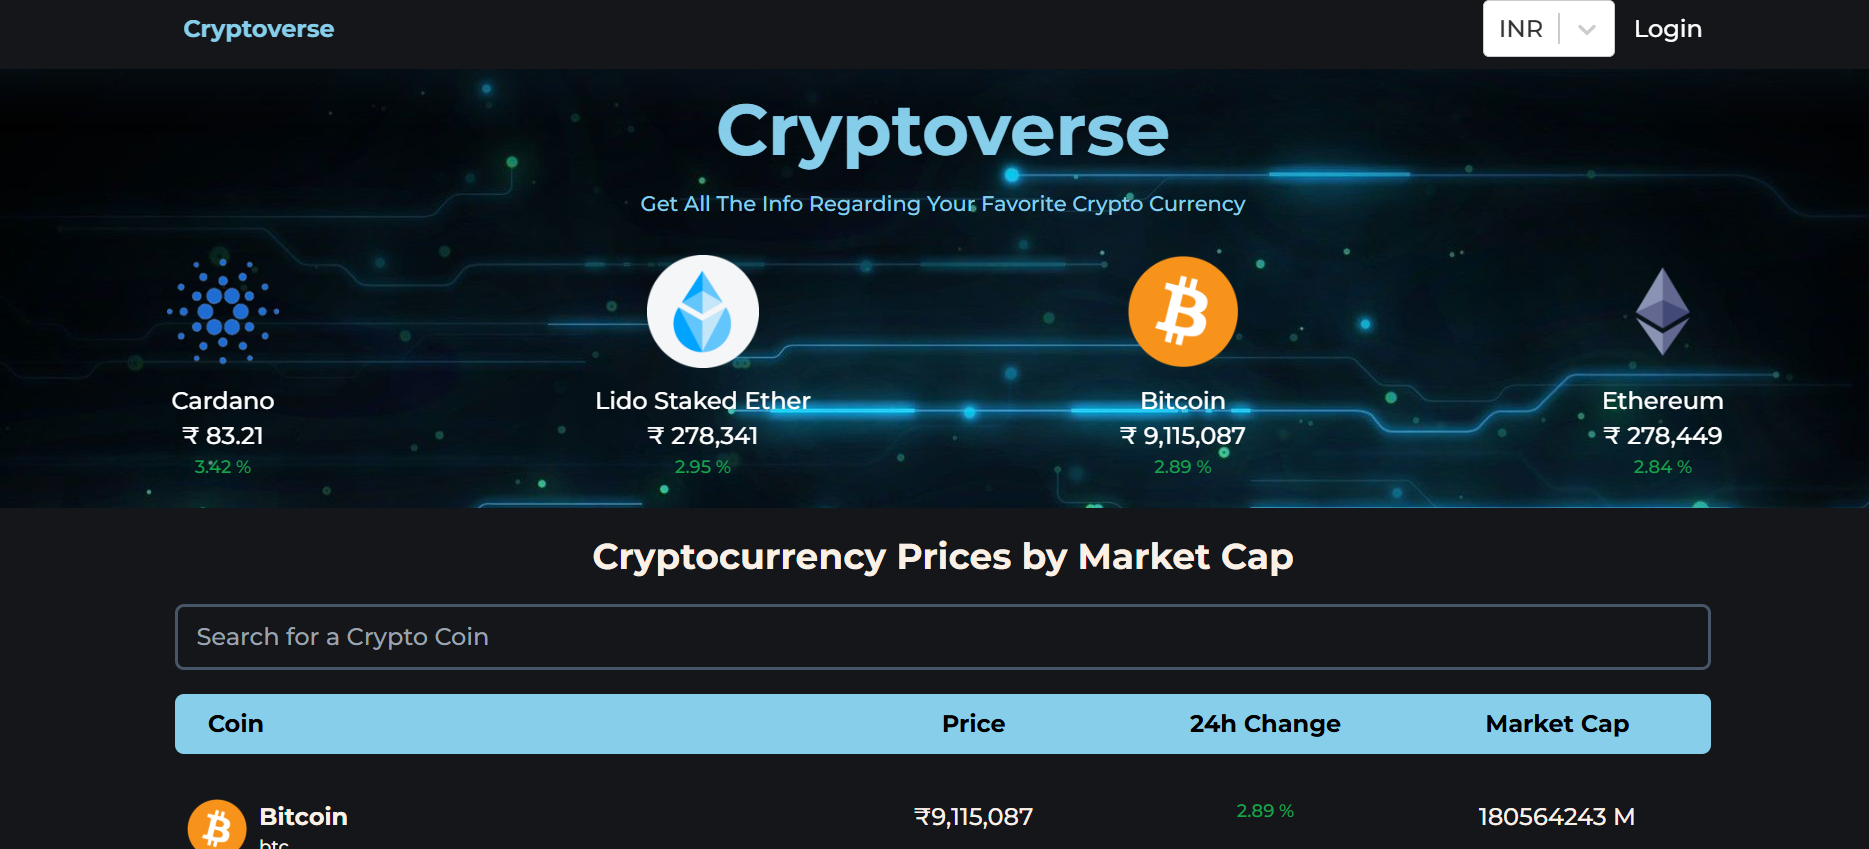 Cryptoverse
INR
Login
Cryptoverse
Get All The Info Regarding Your Favorite Crypto Currency
Cardano
₹ 83.21
3.42 %
Lido Staked Ether
₹ 278,341
2.95 %
Bitcoin
₹ 9,115,087
2.89 %
Ethereum
₹ 278,449
2.84 %
Cryptocurrency Prices by Market Cap
Search for a Crypto Coin
Coin Price 24h Change Market Cap
Bitcoin ₹9,115,087 2.89 % 180564243 M
btc